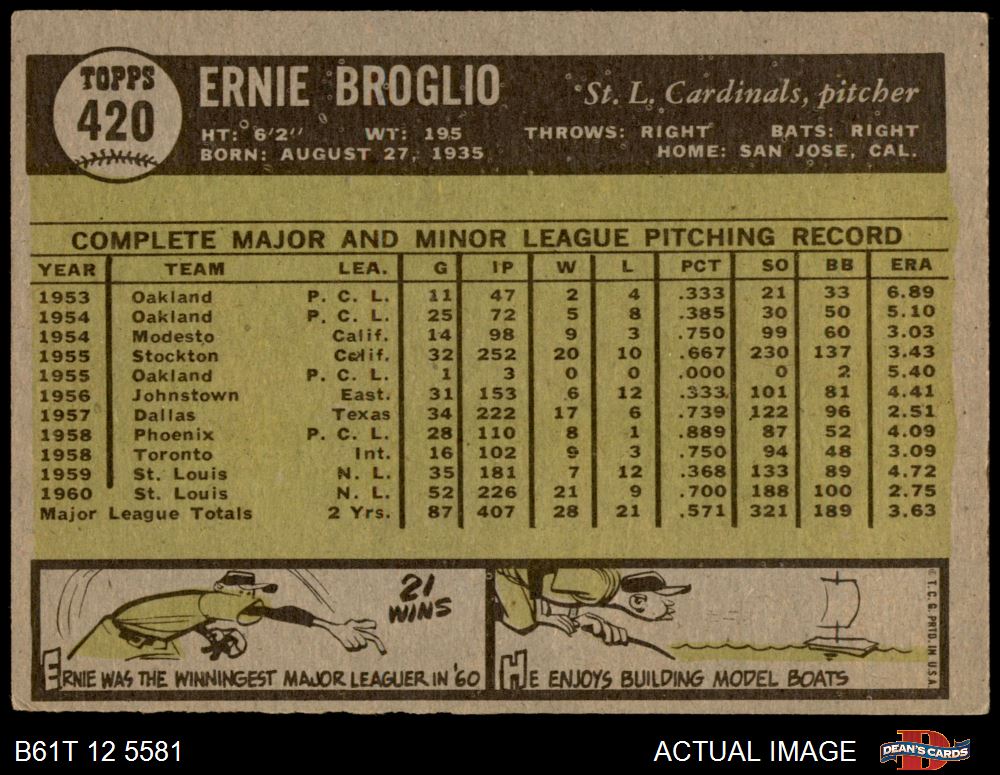 TOPPS
420
ERNIE BROGLIO
St. L. Cardinals, pitcher
HT: 6'2" WT: 195 THROWS: RIGHT BATS: RIGHT
BORN: AUGUST 27, 1935 HOME: SAN JOSE, CAL.
COMPLETE MAJOR AND MINOR LEAGUE PITCHING RECORD
YEAR TEAM LEA. G IP W L PCT SO BB ERA
1953 Oakland P. C. L. 11 47 2 4 .333 21 33 6.89
1954 Oakland P. C. L. 25 72 5 8 .385 30 50 5.10
1954 Modesto Calif. 14 98 9 3 .750 99 60 3.03
1955 Stockton Calif. 32 252 20 10 .667 230 137 3.43
1955 Oakland P. C. L. 1 3 0 0 .000 0 2 5.40
1956 Johnstown East. 31 153 6 12 .333 101 81 4.41
1957 Dallas Texas 34 222 17 6 .739 122 96 2.51
1958 Phoenix P. C. L. 28 110 8 1 .889 87 52 4.09
1958 Toronto Int. 16 102 9 3 .750 94 48 3.09
1959 St. Louis N. L. 35 181 7 12 .368 133 89 4.72
1960 St. Louis N. L. 52 226 21 9 .700 188 100 2.75
Major League Totals 2 Yrs. 87 407 28 21 .571 321 189 3.63
21
WINS
ERNIE WAS THE WINNINGEST MAJOR LEAGUER IN '60
HE ENJOYS BUILDING MODEL BOATS
© T.C.G. PRTD. IN U.S.A.
B61T 12 5581
ACTUAL IMAGE
D
DEAN'S CARDS